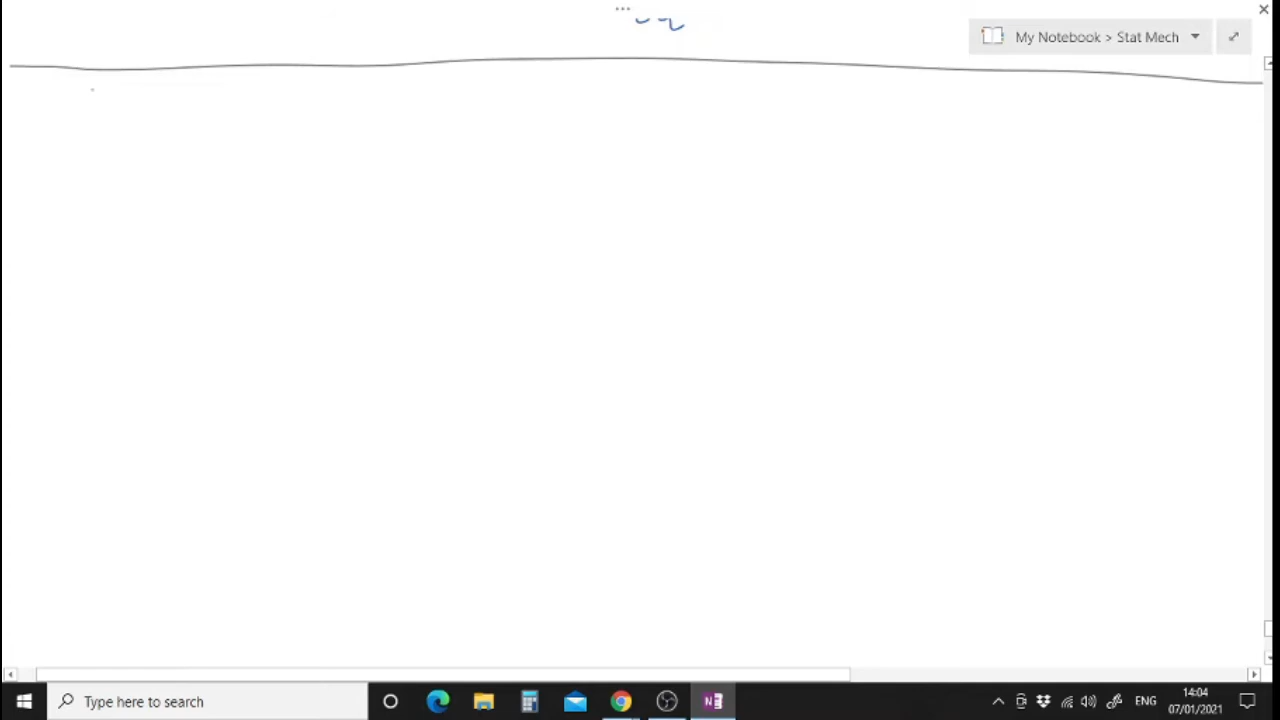 My Notebook > Stat Mech
Type here to search
ENG
14:04
07/01/2021